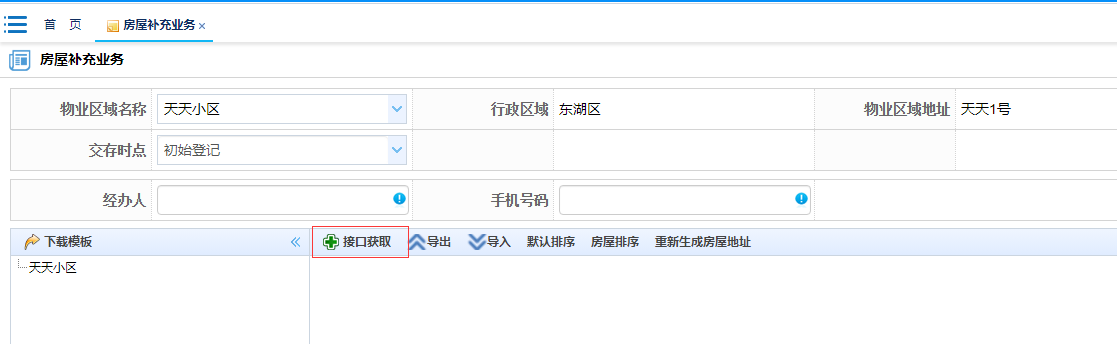 首 页 房屋补充业务 ×
房屋补充业务
物业区域名称 天天小区 行政区域 东湖区 物业区域地址 天天1号
交存时点 初始登记
经办人 手机号码
下载模板 « 接口获取 导出 导入 默认排序 房屋排序 重新生成房屋地址
天天小区